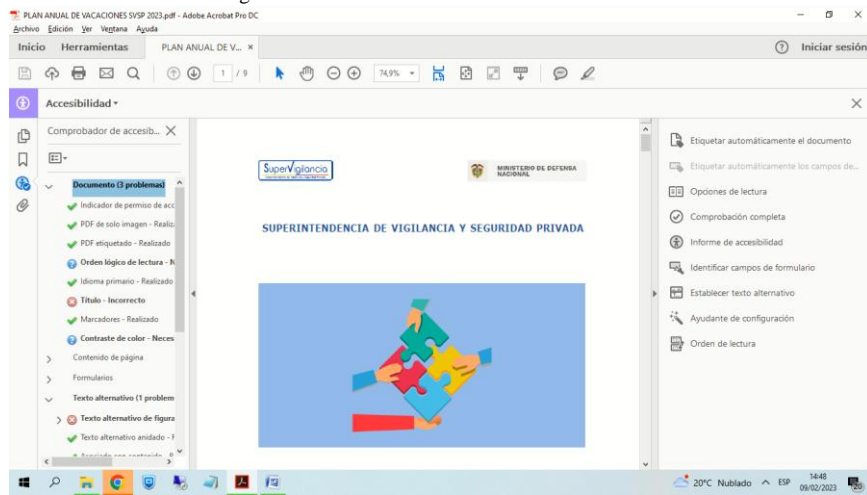 PLAN ANUAL DE VACACIONES SVSP 2023.pdf - Adobe Acrobat Pro DC
Archivo Edición Ver Ventana Ayuda
Inicio Herramientas PLAN ANUAL DE V... ×
Iniciar sesión
1 / 9 74,9%
Accesibilidad
Comprobador de accesib...
Documento (3 problemas)
Indicador de permiso de acc
PDF de solo imagen - Realiz
PDF etiquetado - Realizado
Orden lógico de lectura - N
Idioma primario - Realizado
Título - Incorrecto
Marcadores - Realizado
Contraste de color - Neces
Contenido de página
Formularios
Texto alternativo (1 problem
Texto alternativo de figura
Texto alternativo anidado - F
SuperVigilancia
MINISTERIO DE DEFENSA
NACIONAL
SUPERINTENDENCIA DE VIGILANCIA Y SEGURIDAD PRIVADA
Etiquetar automáticamente el documento
Etiquetar automáticamente los campos de...
Opciones de lectura
Comprobación completa
Informe de accesibilidad
Identificar campos de formulario
Establecer texto alternativo
Ayudante de configuración
Orden de lectura
20°C Nublado ESP 14:48
09/02/2023